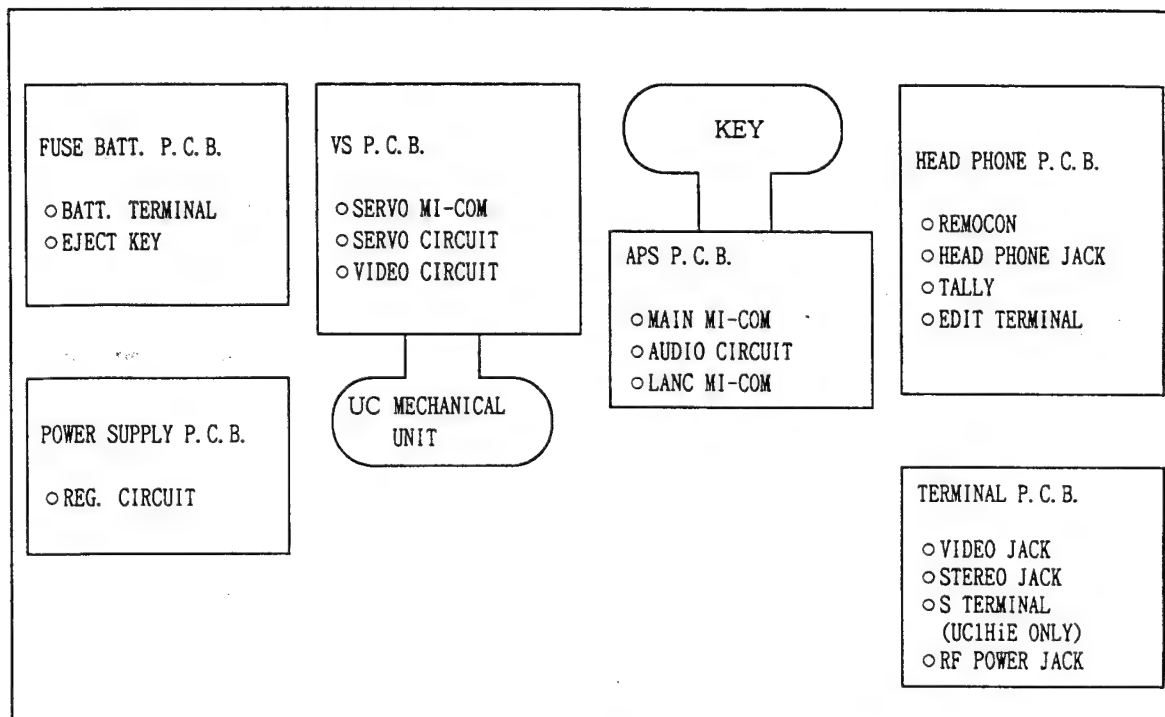 FUSE BATT. P.C.B.
○BATT. TERMINAL
○EJECT KEY
POWER SUPPLY P.C.B.
○REG. CIRCUIT
VS P.C.B.
○SERVO MI-COM
○SERVO CIRCUIT
○VIDEO CIRCUIT
UC MECHANICAL
UNIT
KEY
APS P.C.B.
○MAIN MI-COM
○AUDIO CIRCUIT
○LANC MI-COM
HEAD PHONE P.C.B.
○REMOCON
○HEAD PHONE JACK
○TALLY
○EDIT TERMINAL
TERMINAL P.C.B.
○VIDEO JACK
○STEREO JACK
○S TERMINAL
(UC1HiE ONLY)
○RF POWER JACK